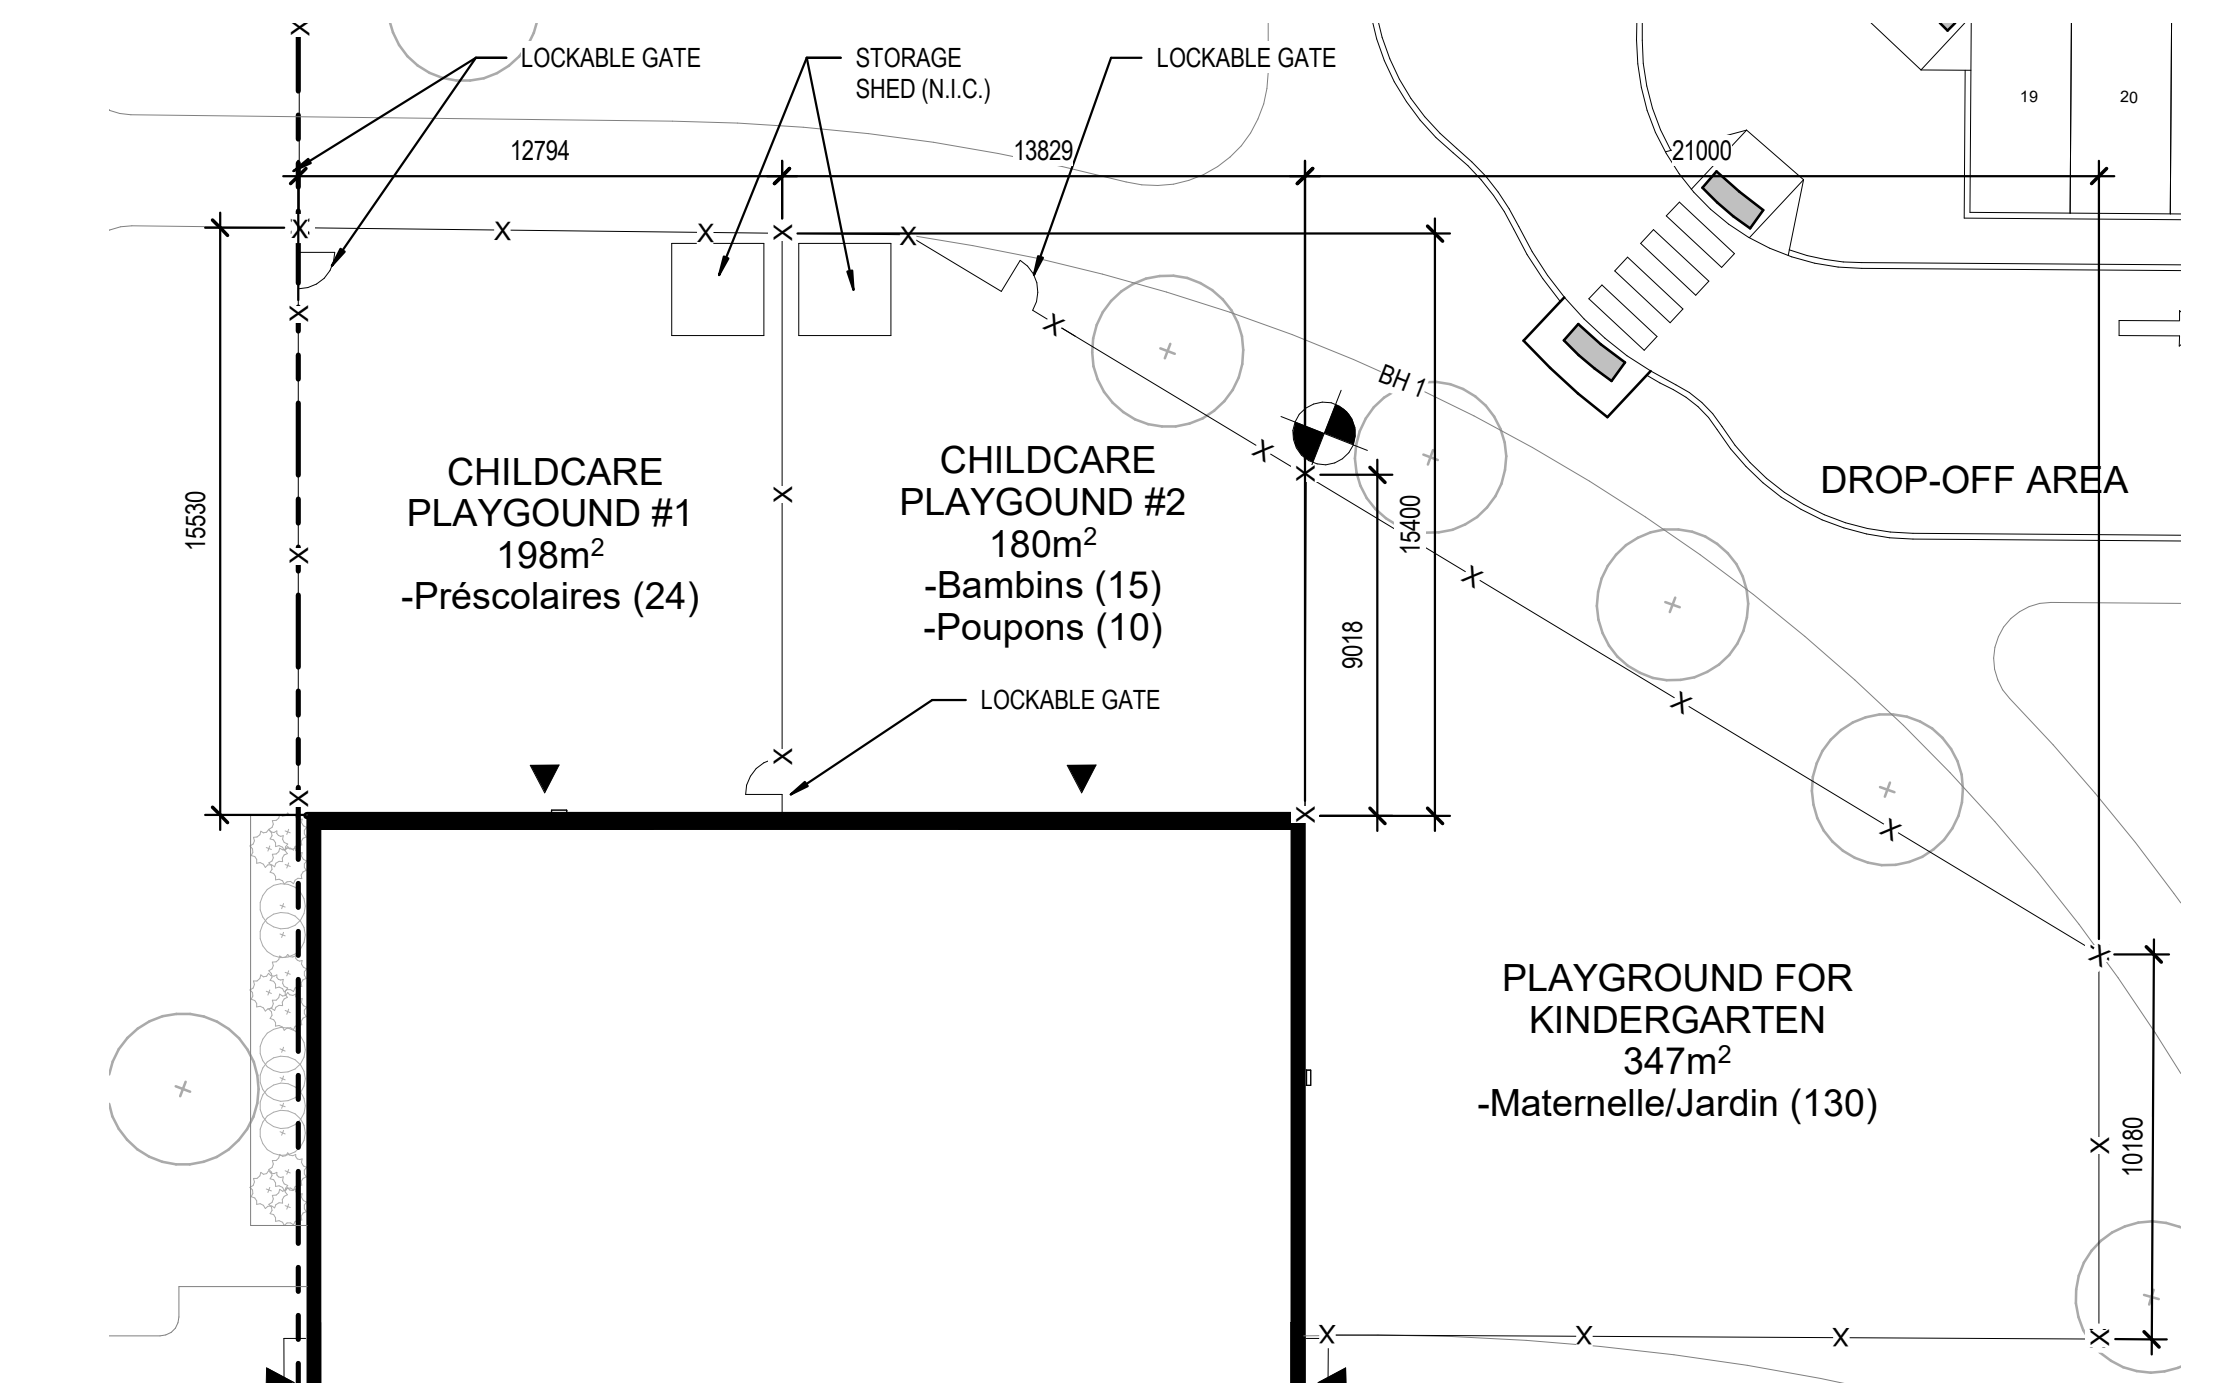 LOCKABLE GATE
STORAGE
SHED (N.I.C.)
LOCKABLE GATE
19
20
12794
13829
21000
BH 1
15530
CHILDCARE
PLAYGOUND #1
198m²
-Préscolaires (24)
CHILDCARE
PLAYGOUND #2
180m²
-Bambins (15)
-Poupons (10)
15400
9018
DROP-OFF AREA
LOCKABLE GATE
PLAYGROUND FOR
KINDERGARTEN
347m²
-Maternelle/Jardin (130)
10180